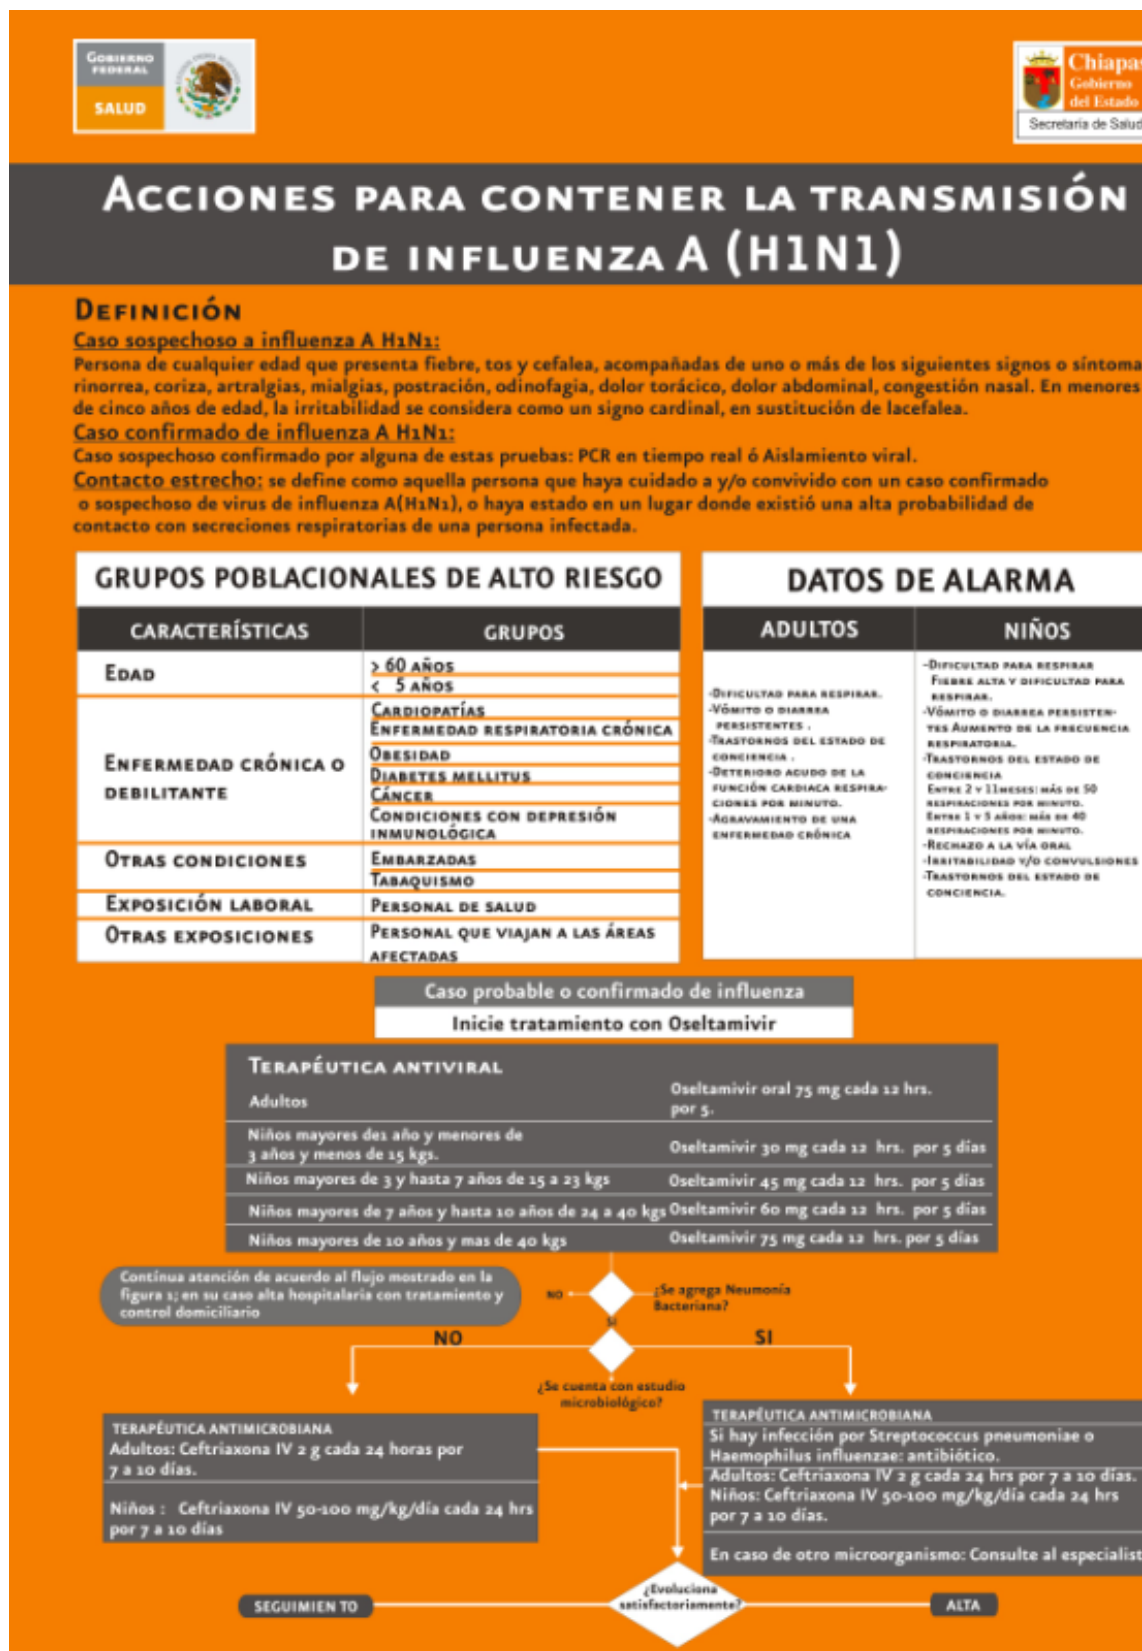 GOBIERNO
FEDERAL
SALUD
Chiapas
Gobierno
del Estado
Secretaría de Salud
ACCIONES PARA CONTENER LA TRANSMISIÓN
DE INFLUENZA A (H1N1)
DEFINICIÓN
Caso sospechoso a influenza A H1N1:
Persona de cualquier edad que presenta fiebre, tos y cefalea, acompañadas de uno o más de los siguientes signos o síntoma
rinorrea, coriza, artralgias, mialgias, postración, odinofagia, dolor torácico, dolor abdominal, congestión nasal. En menores
de cinco años de edad, la irritabilidad se considera como un signo cardinal, en sustitución de lacefalea.
Caso confirmado de influenza A H1N1:
Caso sospechoso confirmado por alguna de estas pruebas: PCR en tiempo real ó Aislamiento viral.
Contacto estrecho: se define como aquella persona que haya cuidado a y/o convivido con un caso confirmado
o sospechoso de virus de influenza A(H1N1), o haya estado en un lugar donde existió una alta probabilidad de
contacto con secreciones respiratorias de una persona infectada.
GRUPOS POBLACIONALES DE ALTO RIESGO
CARACTERÍSTICAS GRUPOS
EDAD
> 60 AÑOS
< 5 AÑOS
ENFERMEDAD CRÓNICA O
DEBILITANTE
CARDIOPATÍAS
ENFERMEDAD RESPIRATORIA CRÓNICA
OBESIDAD
DIABETES MELLITUS
CÁNCER
CONDICIONES CON DEPRESIÓN
INMUNOLÓGICA
OTRAS CONDICIONES
EMBARZADAS
TABAQUISMO
EXPOSICIÓN LABORAL PERSONAL DE SALUD
OTRAS EXPOSICIONES PERSONAL QUE VIAJAN A LAS ÁREAS
AFECTADAS
DATOS DE ALARMA
ADULTOS NIÑOS
-DIFICULTAD PARA RESPIRAR.
-VÓMITO O DIARREA
PERSISTENTES .
-TRASTORNOS DEL ESTADO DE
CONCIENCIA .
-DETERIORO AGUDO DE LA
FUNCIÓN CARDIACA RESPIRA-
CIONES POR MINUTO.
-AGRAVAMIENTO DE UNA
ENFERMEDAD CRÓNICA
-DIFICULTAD PARA RESPIRAR
FIEBRE ALTA Y DIFICULTAD PARA
RESPIRAR.
-VÓMITO O DIARREA PERSISTEN-
TES AUMENTO DE LA FRECUENCIA
RESPIRATORIA.
-TRASTORNOS DEL ESTADO DE
CONCIENCIA
ENTRE 2 Y 11MESES: MÁS DE 50
RESPIRACIONES POR MINUTO.
ENTRE 1 Y 5 AÑOS: MÁS DE 40
RESPIRACIONES POR MINUTO.
-RECHAZO A LA VÍA ORAL
-IRRITABILIDAD Y/O CONVULSIONES
-TRASTORNOS DEL ESTADO DE
CONCIENCIA.
Caso probable o confirmado de influenza
Inicie tratamiento con Oseltamivir
TERAPÉUTICA ANTIVIRAL
Adultos
Oseltamivir oral 75 mg cada 12 hrs.
por 5.
Niños mayores de1 año y menores de
3 años y menos de 15 kgs.
Oseltamivir 30 mg cada 12 hrs. por 5 días
Niños mayores de 3 y hasta 7 años de 15 a 23 kgs Oseltamivir 45 mg cada 12 hrs. por 5 días
Niños mayores de 7 años y hasta 10 años de 24 a 40 kgs Oseltamivir 60 mg cada 12 hrs. por 5 días
Niños mayores de 10 años y mas de 40 kgs Oseltamivir 75 mg cada 12 hrs. por 5 días
Contínua atención de acuerdo al flujo mostrado en la
figura 1; en su caso alta hospitalaria con tratamiento y
control domiciliario
NO
¿Se agrega Neumonía
Bacteriana?
SI
NO
SI
¿Se cuenta con estudio
microbiológico?
TERAPÉUTICA ANTIMICROBIANA
Adultos: Ceftriaxona IV 2 g cada 24 horas por
7 a 10 días.
Niños : Ceftriaxona IV 50-100 mg/kg/día cada 24 hrs
por 7 a 10 días
TERAPÉUTICA ANTIMICROBIANA
Si hay infección por Streptococcus pneumoniae o
Haemophilus influenzae: antibiótico.
Adultos: Ceftriaxona IV 2 g cada 24 hrs por 7 a 10 días.
Niños: Ceftriaxona IV 50-100 mg/kg/día cada 24 hrs
por 7 a 10 días.
En caso de otro microorganismo: Consulte al especialist
¿Evoluciona
satisfactoriamente?
SEGUIMIEN TO
ALTA